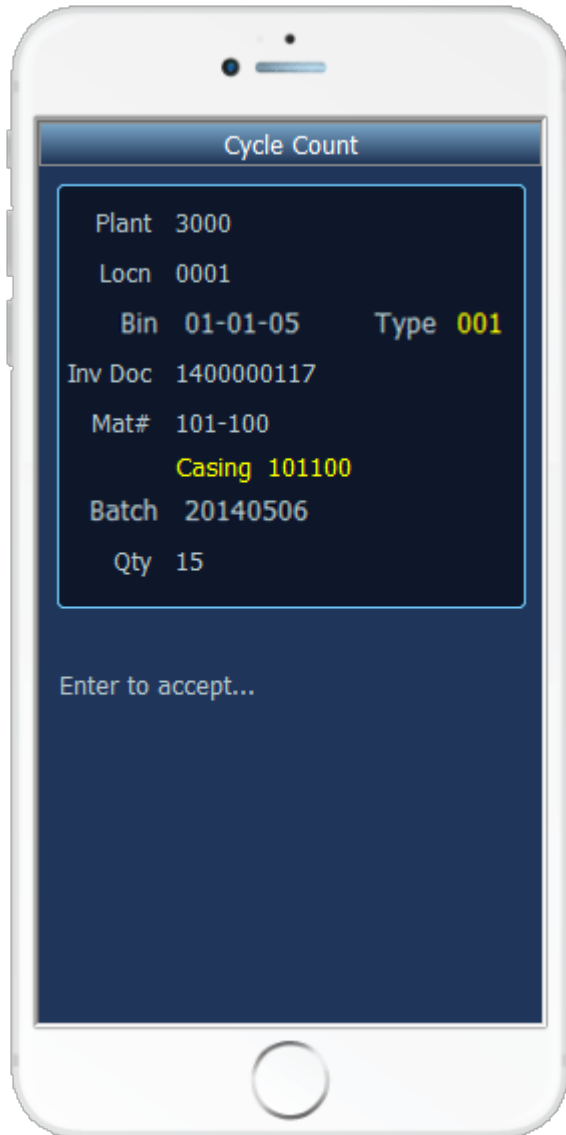 Cycle Count
Plant 3000
Locn 0001
Bin 01-01-05 Type 001
Inv Doc 1400000117
Mat# 101-100
Casing 101100
Batch 20140506
Qty 15
Enter to accept...